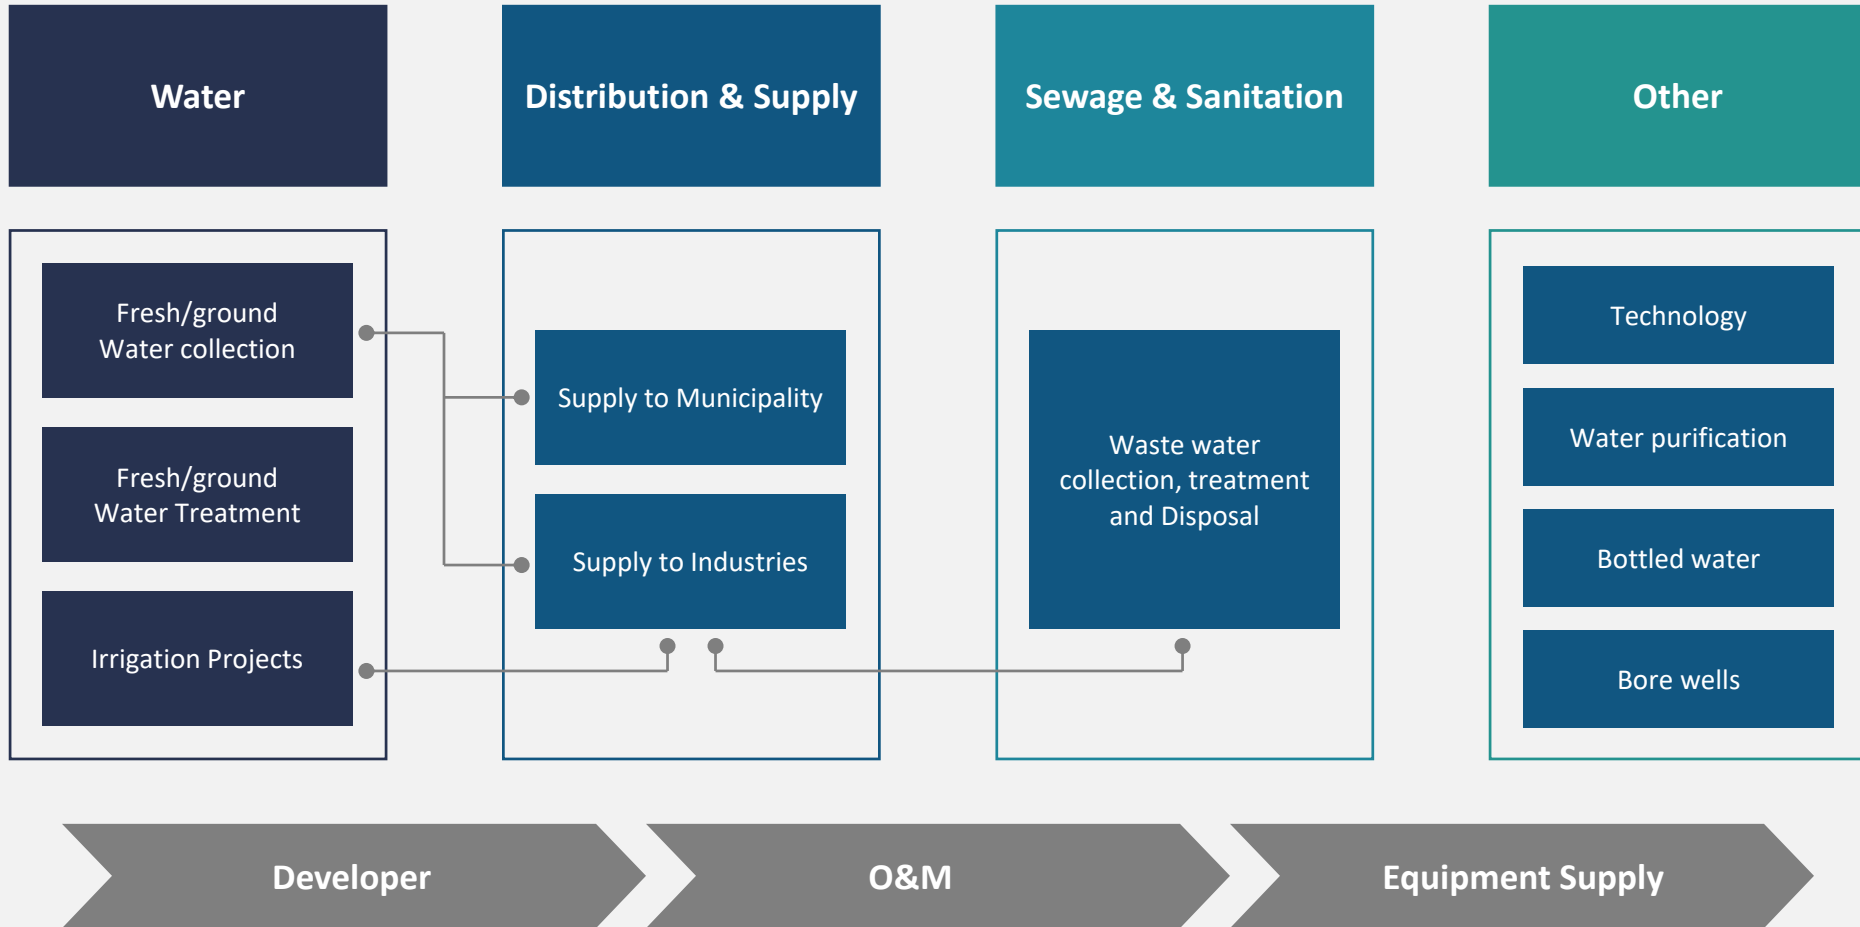 Water
Distribution & Supply
Sewage & Sanitation
Other
Fresh/ground
Water collection
Fresh/ground
Water Treatment
Irrigation Projects
Supply to Municipality
Supply to Industries
Waste water
collection, treatment
and Disposal
Technology
Water purification
Bottled water
Bore wells
Developer
O&M
Equipment Supply